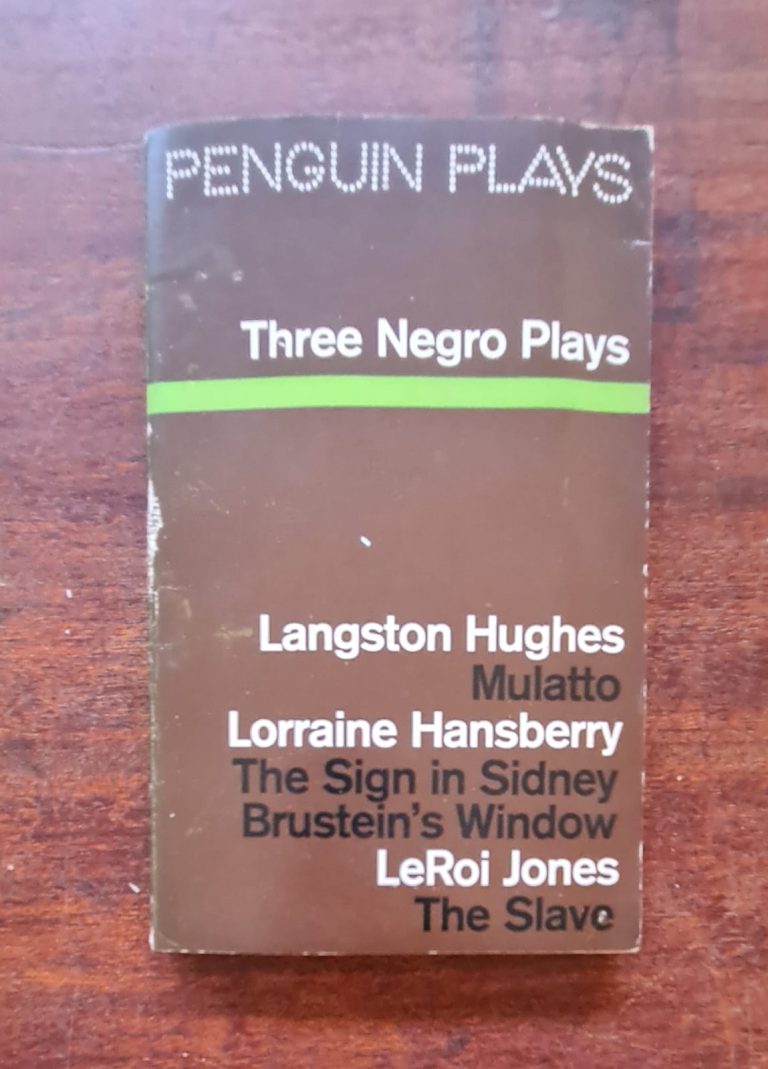 PENGUIN PLAYS
Three Negro Plays
Langston Hughes
Mulatto
Lorraine Hansberry
The Sign in Sidney
Brustein's Window
LeRoi Jones
The Slave